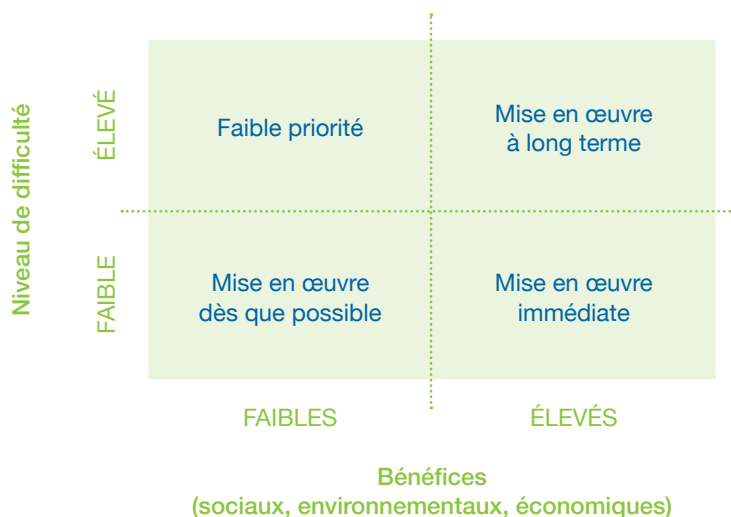 Niveau de difficulté
ÉLEVÉ
Faible priorité
Mise en œuvre
à long terme
FAIBLE
Mise en œuvre
dès que possible
Mise en œuvre
immédiate
FAIBLES
ÉLEVÉS
Bénéfices
(sociaux, environnementaux, économiques)